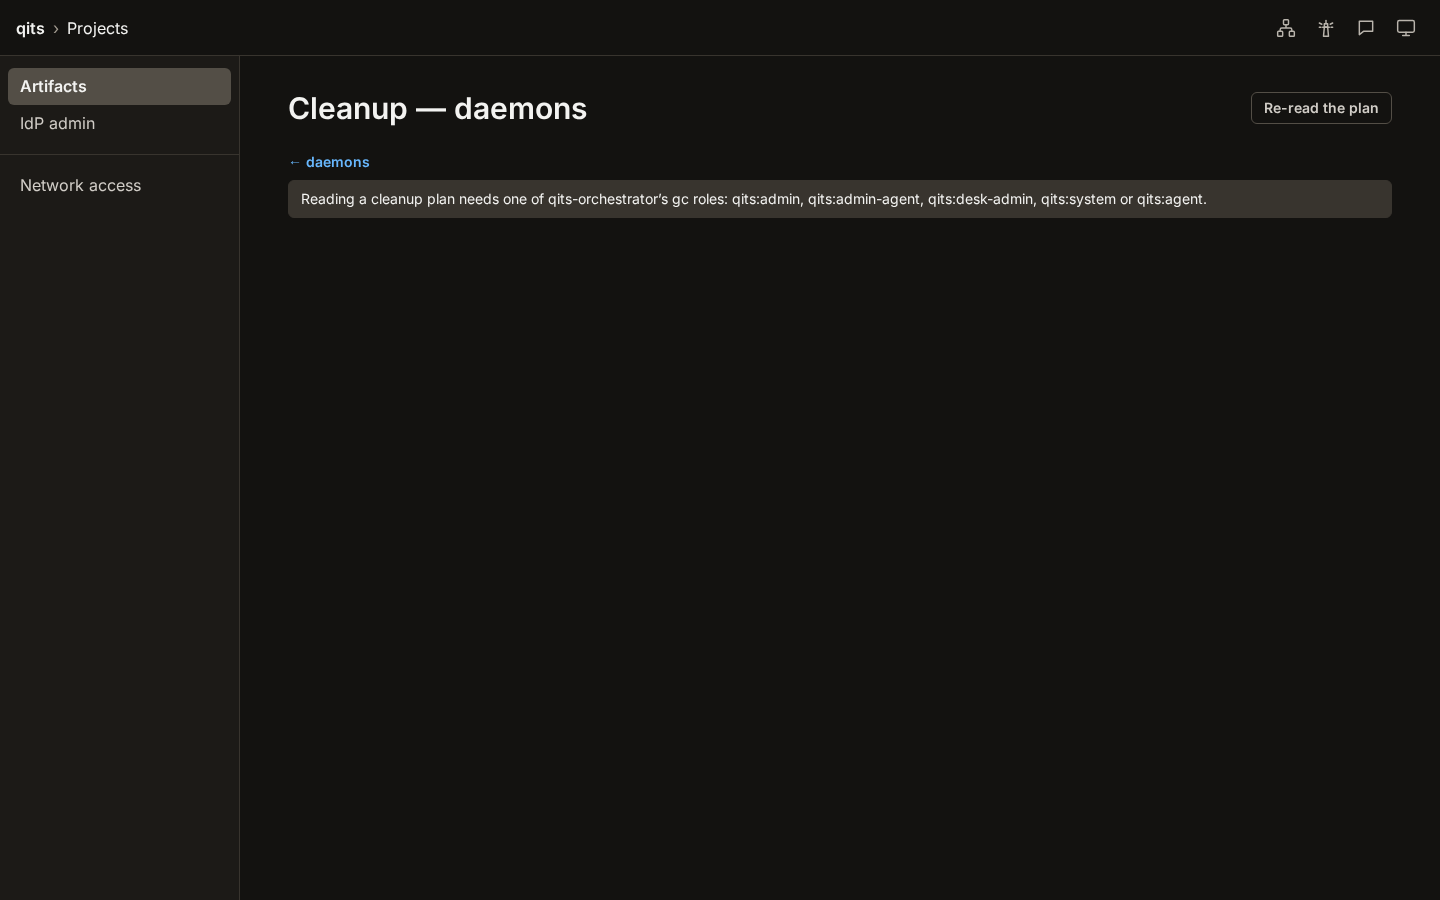 qits › Projects
Artifacts
IdP admin
Network access
Cleanup — daemons
Re-read the plan
← daemons
Reading a cleanup plan needs one of qits-orchestrator’s gc roles: qits:admin, qits:admin-agent, qits:desk-admin, qits:system or qits:agent.